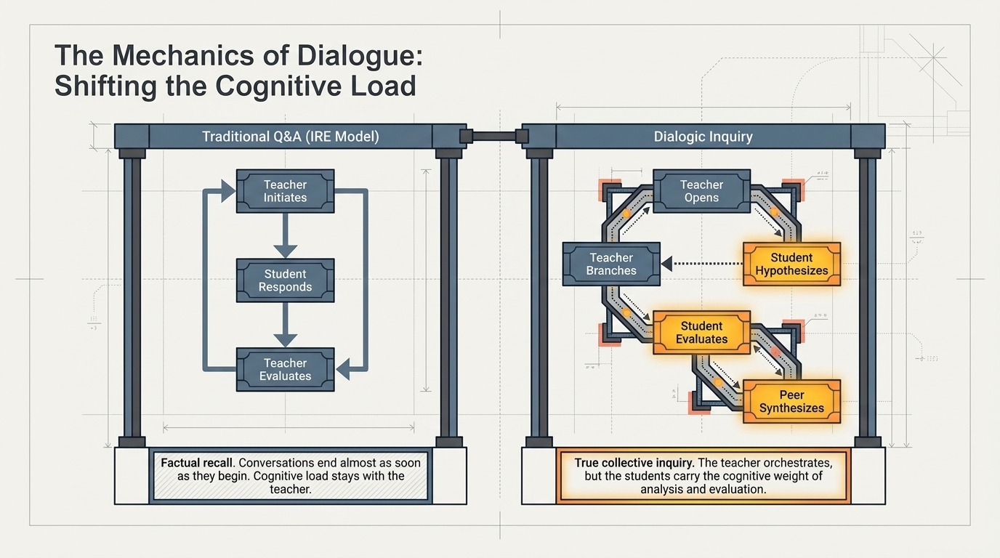 The Mechanics of Dialogue:
Shifting the Cognitive Load
Traditional Q&A (IRE Model)
Teacher
Initiates
Student
Responds
Teacher
Evaluates
Factual recall. Conversations end almost as soon
as they begin. Cognitive load stays with the
teacher.
Dialogic Inquiry
Teacher
Opens
Teacher
Branches
Student
Hypothesizes
Student
Evaluates
Peer
Synthesizes
True collective inquiry. The teacher orchestrates,
but the students carry the cognitive weight of
analysis and evaluation.